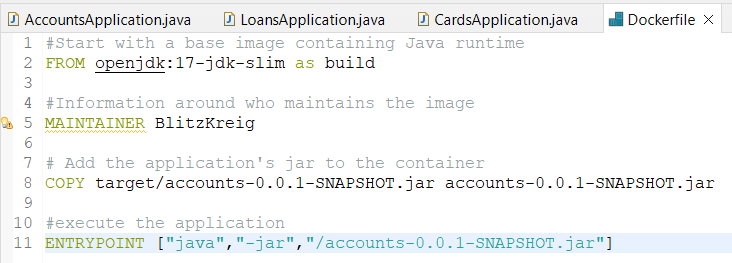 AccountsApplication.java LoansApplication.java CardsApplication.java Dockerfile
1 #Start with a base image containing Java runtime
2 FROM openjdk:17-jdk-slim as build
3
4 #Information around who maintains the image
5 MAINTAINER BlitzKreig
6
7 # Add the application's jar to the container
8 COPY target/accounts-0.0.1-SNAPSHOT.jar accounts-0.0.1-SNAPSHOT.jar
9
10 #execute the application
11 ENTRYPOINT ["java","-jar","/accounts-0.0.1-SNAPSHOT.jar"]